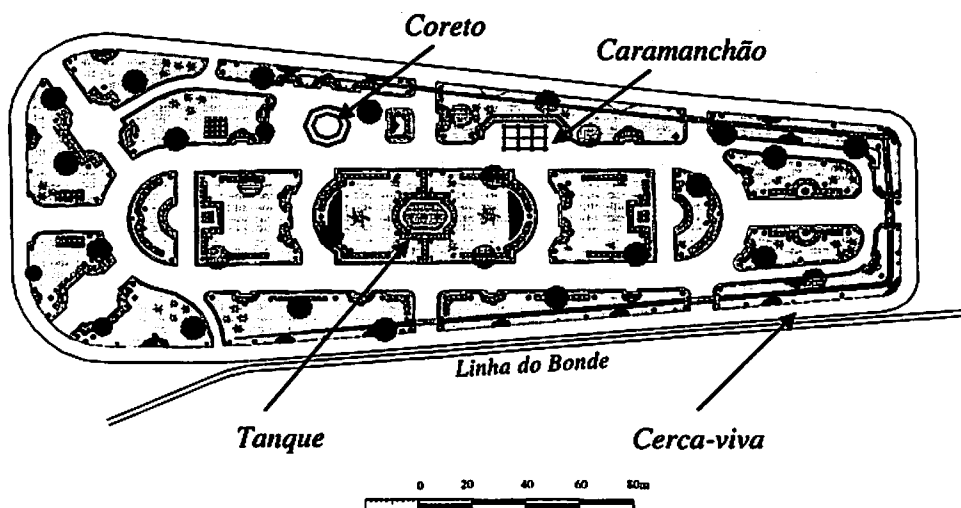 Coreto
Caramanchão
Linha do Bonde
Tanque
Cerca-viva
0 20 40 60 80m